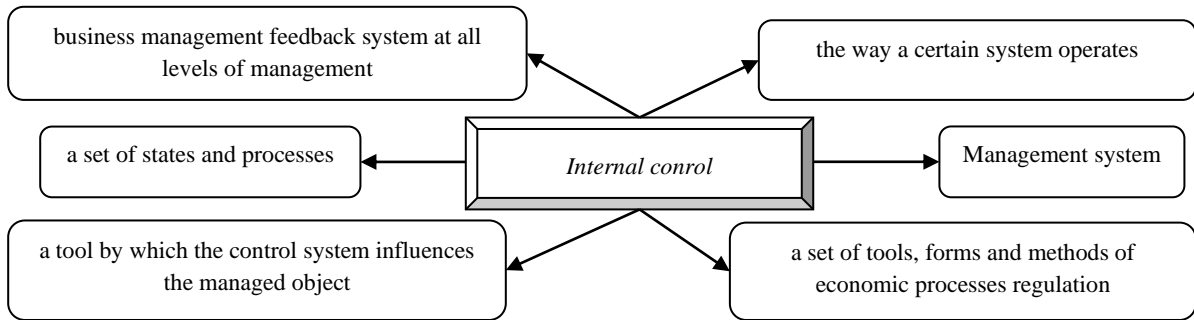 business management feedback system at all
levels of management
the way a certain system operates
a set of states and processes
Internal conrol
Management system
a tool by which the control system influences
the managed object
a set of tools, forms and methods of
economic processes regulation